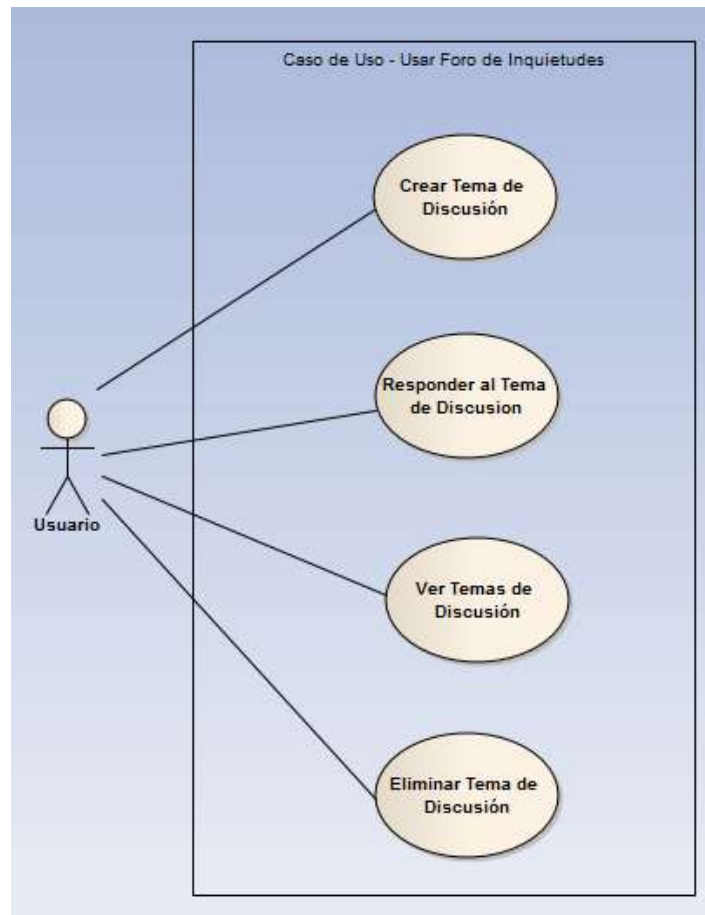 Caso de Uso - Usar Foro de Inquietudes
Crear Tema de
Discusión
Responder al Tema
de Discusion
Usuario
Ver Temas de
Discusión
Eliminar Tema de
Discusión